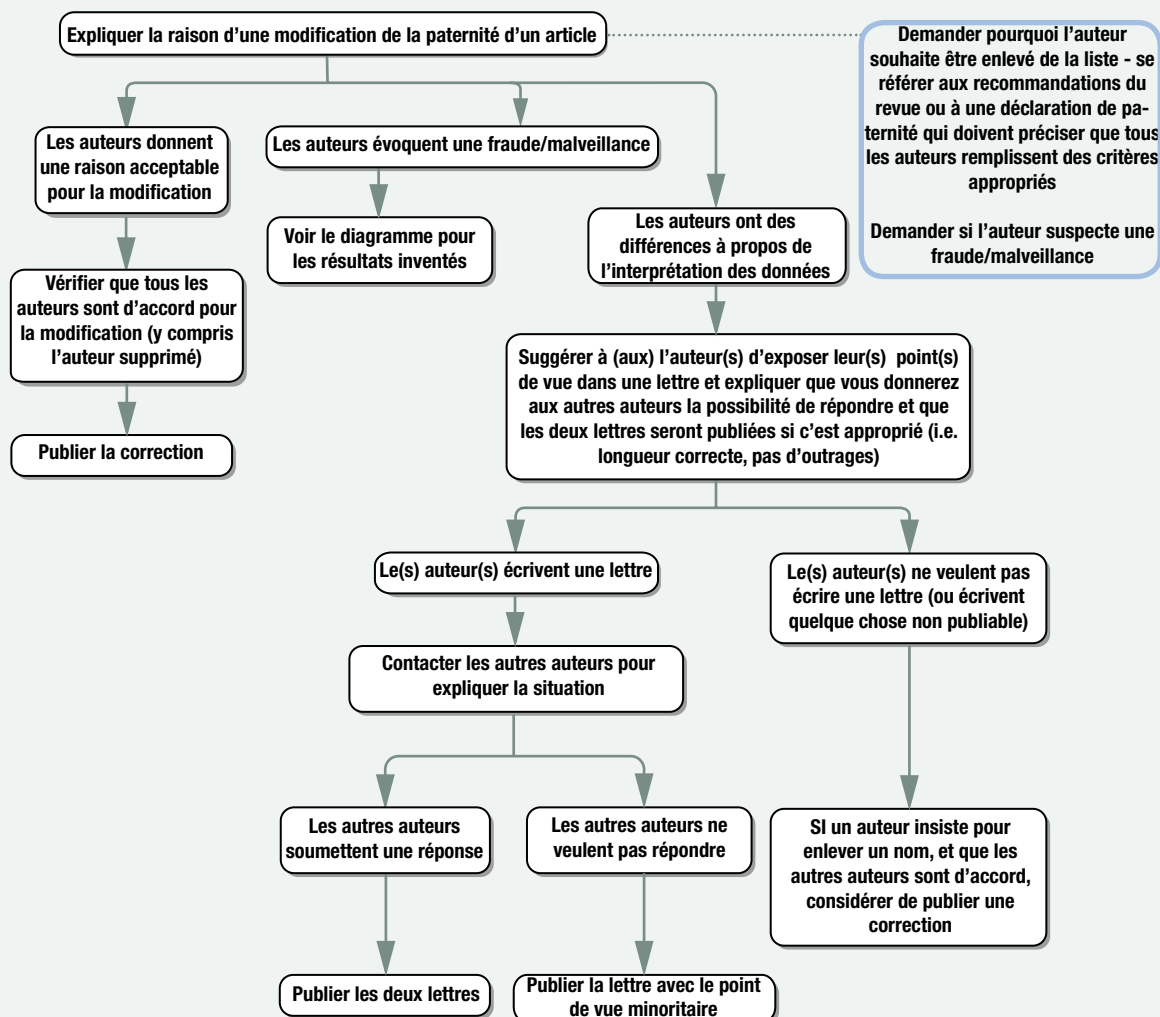 Expliquer la raison d’une modification de la paternité d’un article
Demander pourquoi l’auteur
souhaite être enlevé de la liste - se
référer aux recommandations du
revue ou à une déclaration de pa-
ternité qui doivent préciser que tous
les auteurs remplissent des critères
appropriés
Demander si l’auteur suspecte une
fraude/malveillance
Les auteurs donnent
une raison acceptable
pour la modification
Les auteurs évoquent une fraude/malveillance
Les auteurs ont des
différences à propos de
l’interprétation des données
Voir le diagramme pour
les résultats inventés
Vérifier que tous les
auteurs sont d’accord pour
la modification (y compris
l’auteur supprimé)
Publier la correction
Suggérer à (aux) l’auteur(s) d’exposer leur(s) point(s)
de vue dans une lettre et expliquer que vous donnerez
aux autres auteurs la possibilité de répondre et que
les deux lettres seront publiées si c’est approprié (i.e.
longueur correcte, pas d’outrages)
Le(s) auteur(s) écrivent une lettre
Le(s) auteur(s) ne veulent pas
écrire une lettre (ou écrivent
quelque chose non publiable)
Contacter les autres auteurs pour
expliquer la situation
Les autres auteurs
soumettent une réponse
Les autres auteurs ne
veulent pas répondre
SI un auteur insiste pour
enlever un nom, et que les
autres auteurs sont d’accord,
considérer de publier une
correction
Publier les deux lettres
Publier la lettre avec le point
de vue minoritaire